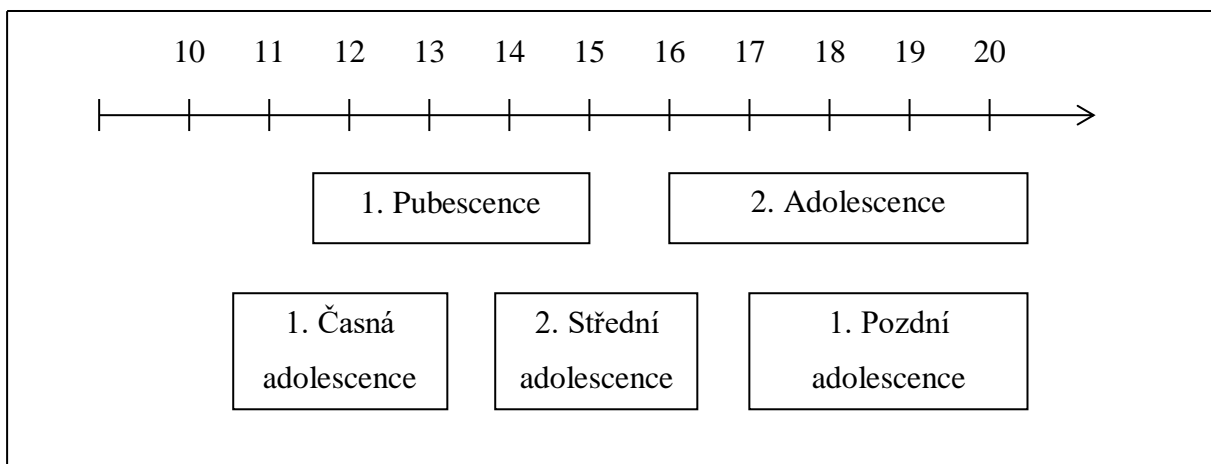 10 11 12 13 14 15 16 17 18 19 20
1. Pubescence
2. Adolescence
1. Časná
adolescence
2. Střední
adolescence
1. Pozdní
adolescence